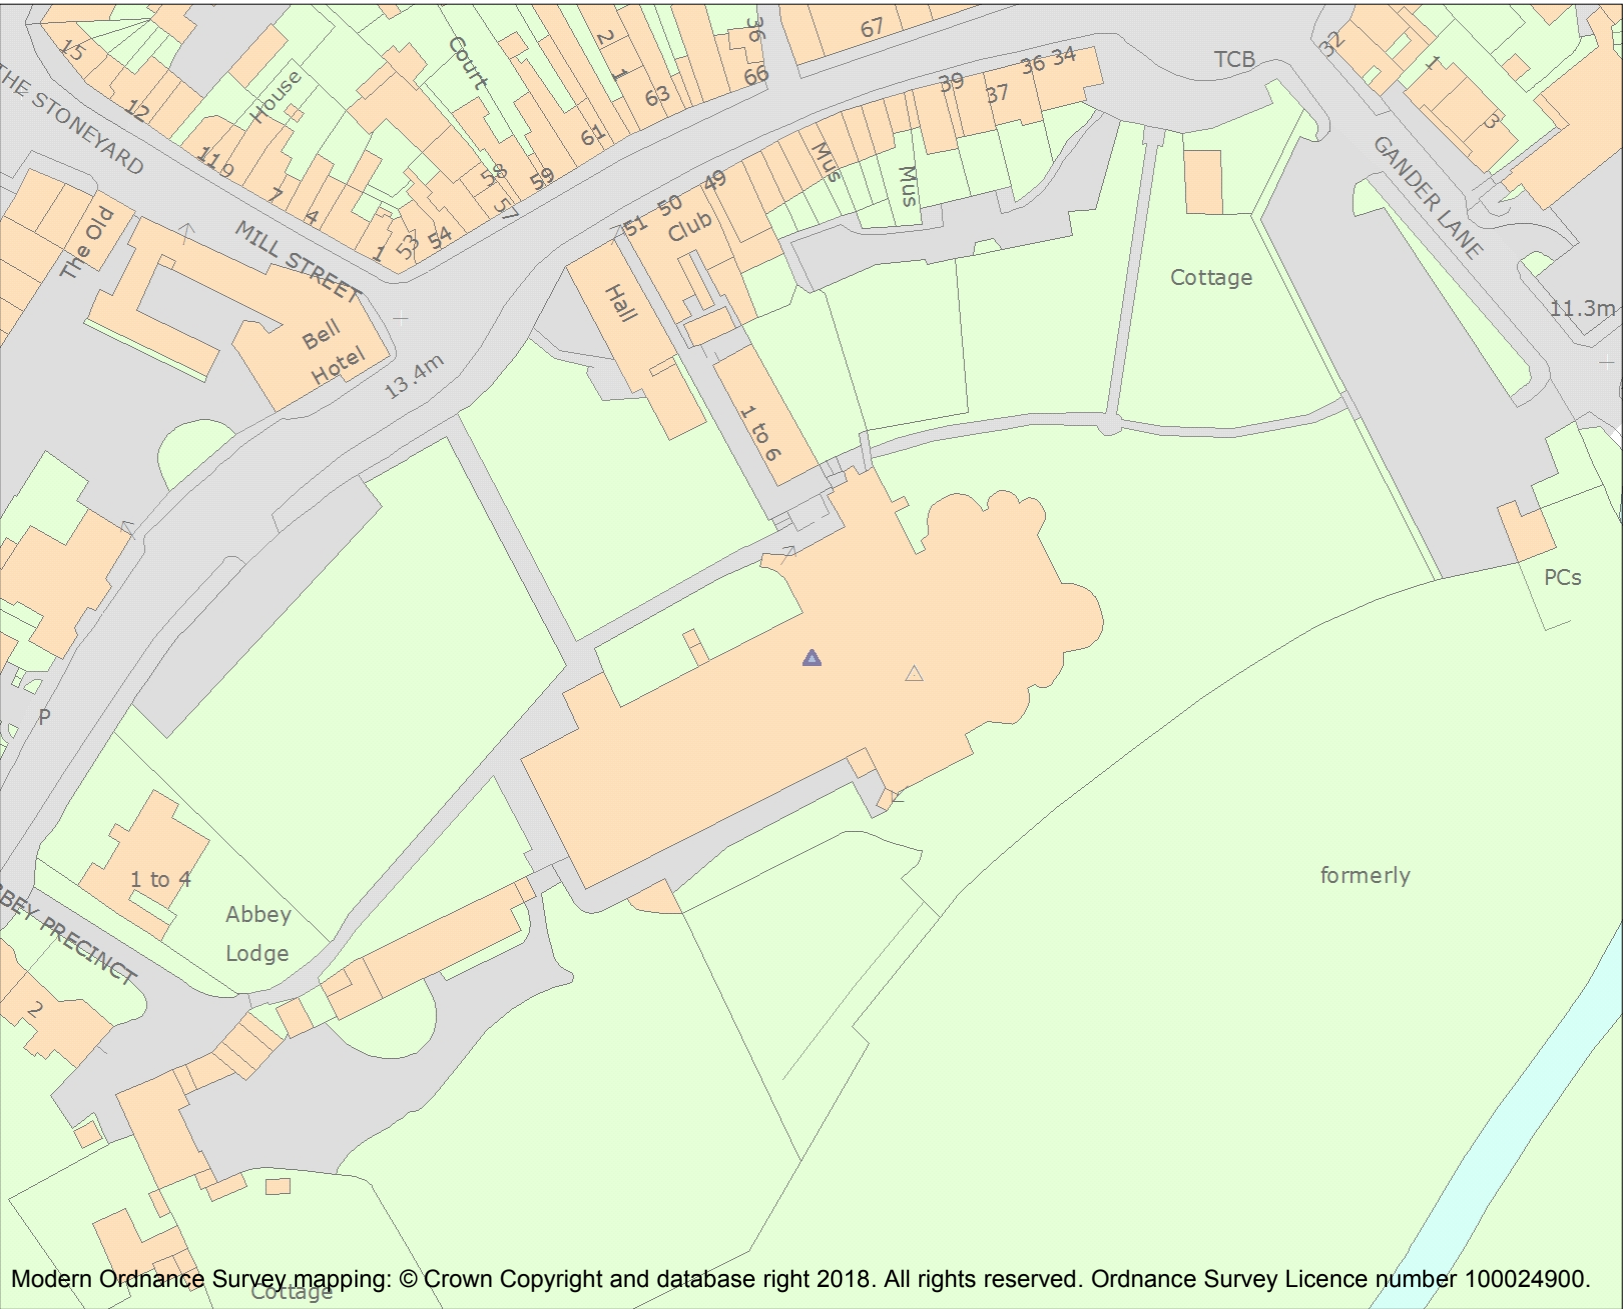 15
12
THE STONEYARD
House
Court
2
1
63
61
36
66
67
39
37
36 34
TCB
32
1
3
GANDER LANE
11 9
7
4
1
53
54
58
57
59
MILL STREET
The Old
Bell
Hotel
13.4m
51
50
49
Club
Hall
Mus
Mus
1 to 6
Cottage
11.3m
PCs
P
1 to 4
Abbey
Lodge
BBEY PRECINCT
2
formerly
Cottage
Modern Ordnance Survey mapping: © Crown Copyright and database right 2018. All rights reserved. Ordnance Survey Licence number 100024900.